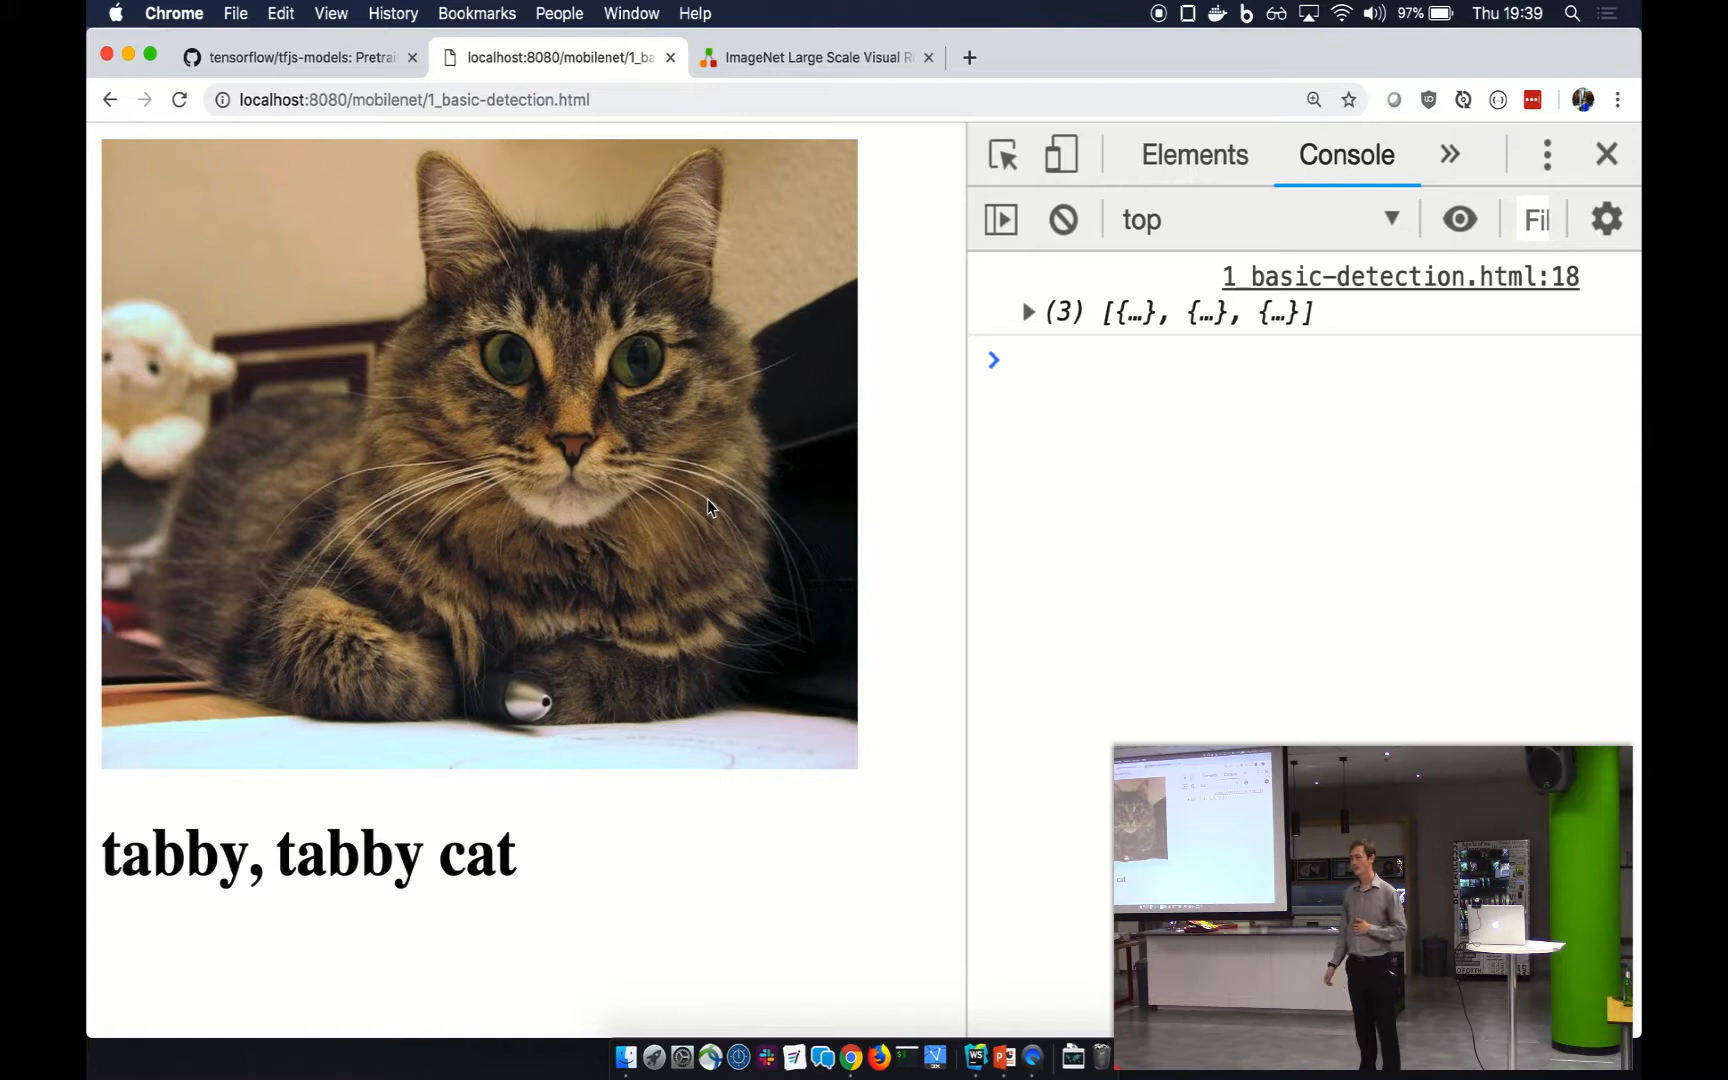 Chrome File Edit View History Bookmarks People Window Help 97% Thu 19:39
tensorflow/tfjs-models: Pretrai localhost:8080/mobilenet/1_ba ImageNet Large Scale Visual R
localhost:8080/mobilenet/1_basic-detection.html
Elements Console
top Fil
1_basic-detection.html:18
(3) [{…}, {…}, {…}]
tabby, tabby cat